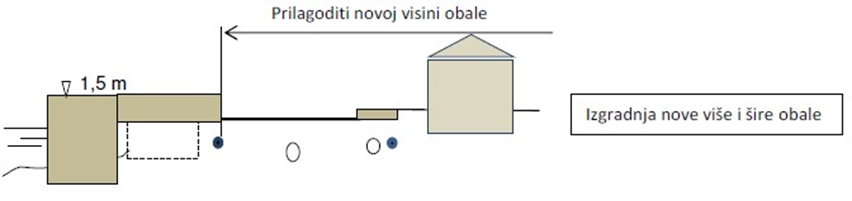 Prilagoditi novoj visini obale
1,5 m
Izgradnja nove više i šire obale